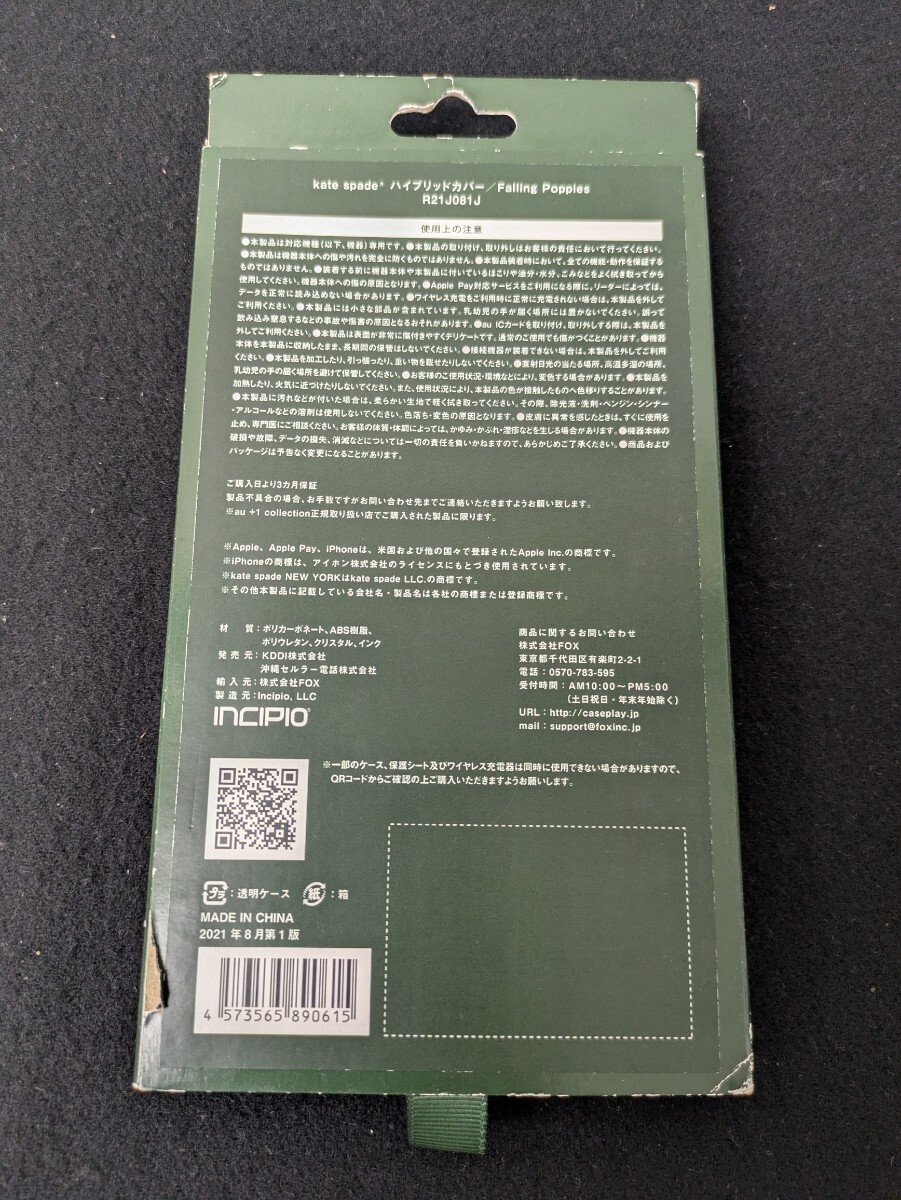 kate spade* ハイブリッドカバー／Falling Poppies
R21J081J
使用上の注意
●本製品は対応機種（以下、機器）専用です。●本製品の取り付け、取り外しはお客様の責任において行ってください。
●本製品は機器本体への傷や汚れを完全に防ぐものではありません。●本製品装着時において、全ての機能・動作を保証する
ものではありません。●装着する前に機器本体や本製品に付いているほこりや油分・水分、ごみなどをよく拭き取ってから
使用してください。機器本体への傷の原因となります。●Apple Pay対応サービスをご利用になる際に、リーダーによっては、
データを正常に読み込めない場合があります。●ワイヤレス充電をご利用時に正常に充電されない場合は、本製品を外して
ご利用ください。●本製品には小さな部品が含まれています。乳幼児の手が届く場所には置かないでください。誤って
飲み込み窒息するなどの事故や傷害の原因となるおそれがあります。●au ICカードを取り付け、取り外しする際は、本製品を
外してご利用ください。●本製品は表面が非常に傷付きやすくデリケートです。通常のご使用でも傷がつくことがあります。●機器
本体を本製品に収納したまま、長期間の保管はしないでください。●接続機器が装着できない場合は、本製品を外してご利用
ください。●本製品を加工したり、引っ張ったり、重い物を載せたりしないでください。●直射日光の当たる場所、高温多湿の場所、
乳幼児の手の届く場所を避けて保管してください。●お客様のご使用状況・環境などにより、変色する場合があります。●本製品を
加熱したり、火気に近づけたりしないでください。また、使用状況により、本製品の色が接触したものへ色移りすることがあります。
●本製品に汚れなどが付いた場合は、柔らかい生地で軽く拭き取ってください。その際、除光液・洗剤・ベンジン・シンナー
・アルコールなどの溶剤は使用しないでください。色落ち・変色の原因となります。●皮膚に異常を感じたときは、すぐに使用を
止め、専門医にご相談ください。お客様の体質・体調によっては、かゆみ・かぶれ・湿疹などを生じる場合があります。●機器本体の
破損や故障、データの損失、消滅などについては一切の責任を負いかねますので、あらかじめご了承ください。●商品および
パッケージは予告なく変更になることがあります。
ご購入日より3カ月保証
製品不具合の場合、お手数ですがお問い合わせ先までご連絡いただきますようお願い致します。
※au +1 collection正規取り扱い店でご購入された製品に限ります。
※Apple、Apple Pay、iPhoneは、米国および他の国々で登録されたApple Inc.の商標です。
※iPhoneの商標は、アイホン株式会社のライセンスにもとづき使用されています。
※kate spade NEW YORKはkate spade LLC.の商標です。
※その他本製品に記載している会社名・製品名は各社の商標または登録商標です。
材　質：ポリカーボネート、ABS樹脂、
ポリウレタン、クリスタル、インク
発 売 元：KDDI株式会社
沖縄セルラー電話株式会社
輸 入 元：株式会社FOX
製 造 元：Incipio, LLC
INCIPIO
商品に関するお問い合わせ
株式会社FOX
東京都千代田区有楽町2-2-1
電話：0570-783-595
受付時間：AM10:00～PM5:00
（土日祝日・年末年始除く）
URL：http://caseplay.jp
mail：support@foxinc.jp
※一部のケース、保護シート及びワイヤレス充電器は同時に使用できない場合がありますので、
QRコードからご確認の上ご購入いただきますようお願いします。
プラ：透明ケース 紙：箱
MADE IN CHINA
2021年8月第1版
4 573565 890615